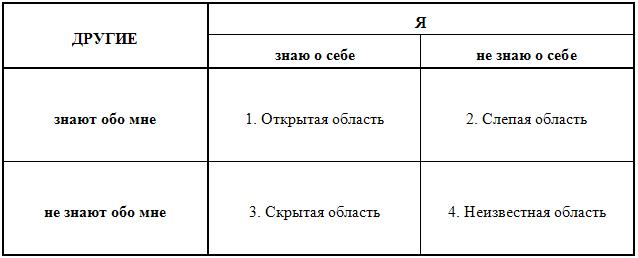 ДРУГИЕ
Я
знаю о себе
не знаю о себе
знают обо мне
1. Открытая область
2. Слепая область
не знают обо мне
3. Скрытая область
4. Неизвестная область